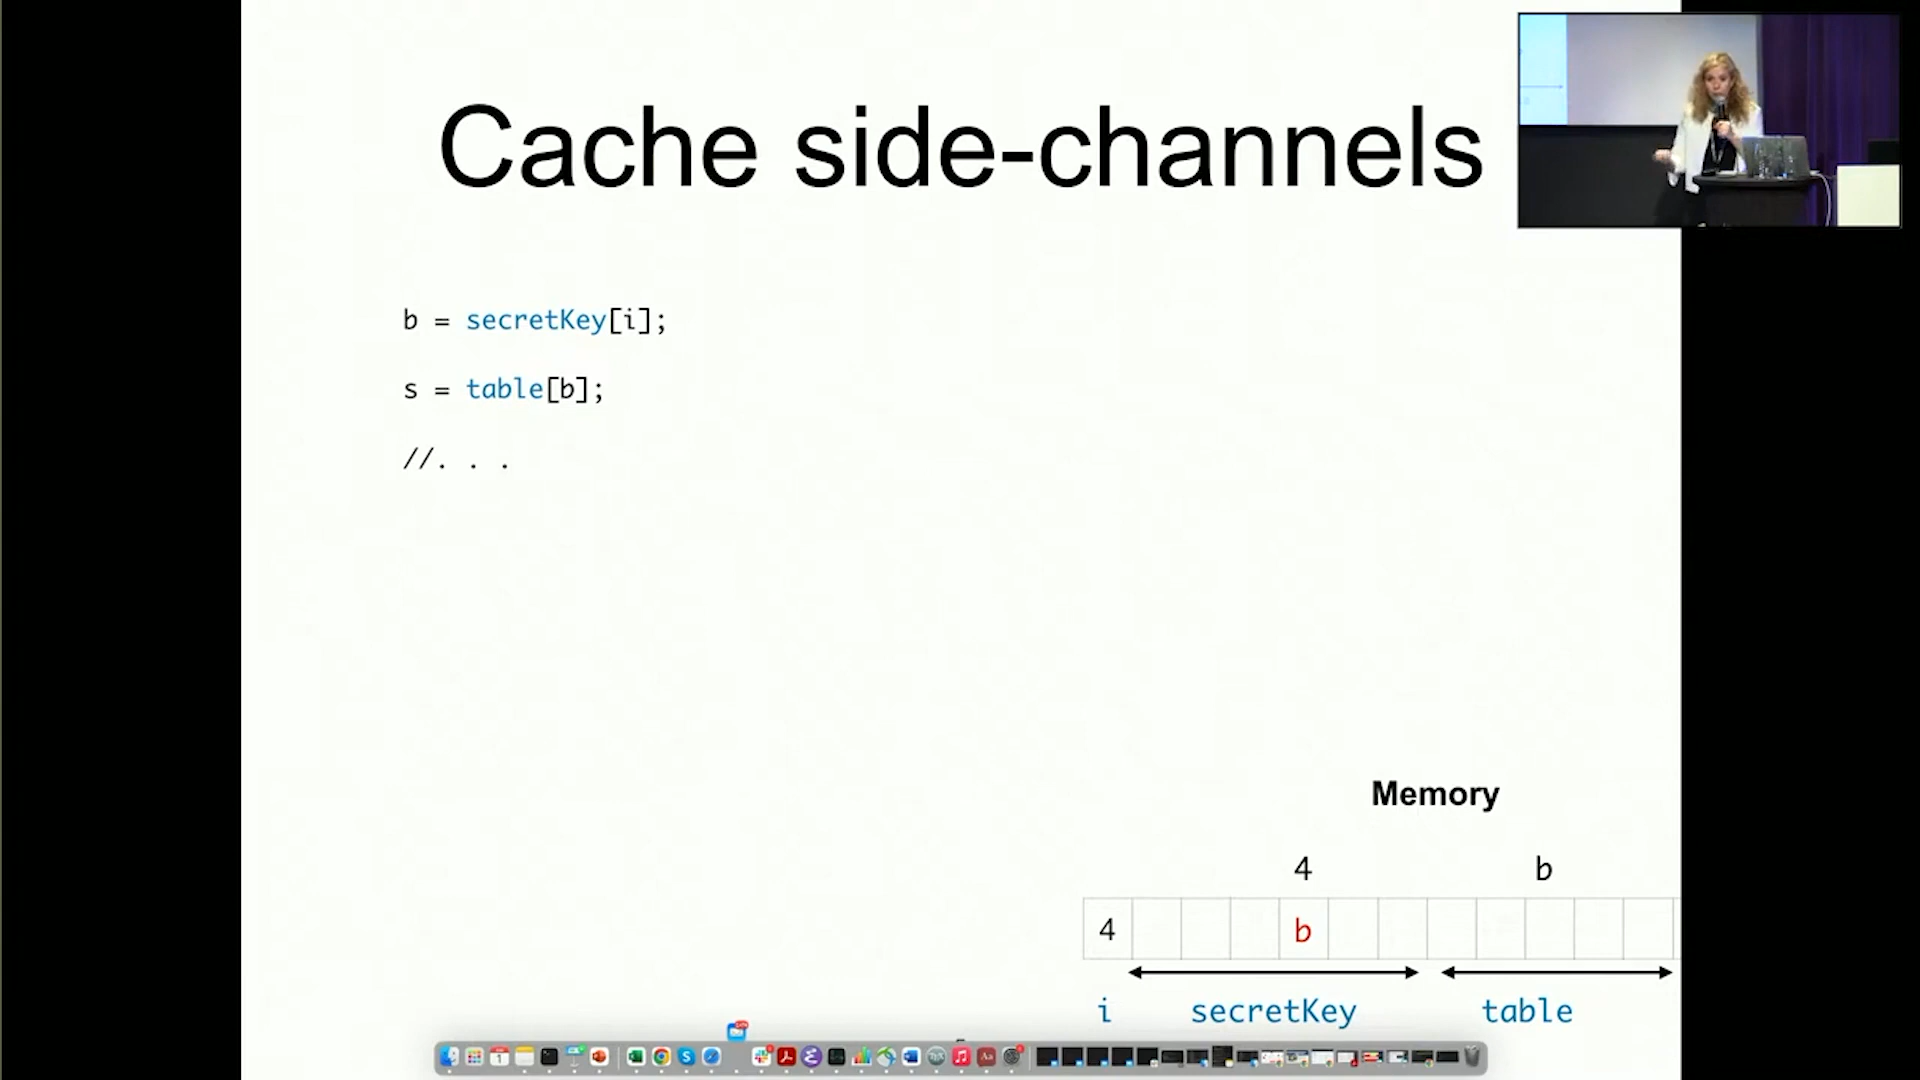 Cache side-channels
b = secretKey[i];
s = table[b];
//. . .
Memory
4 b
4 b
i secretKey table